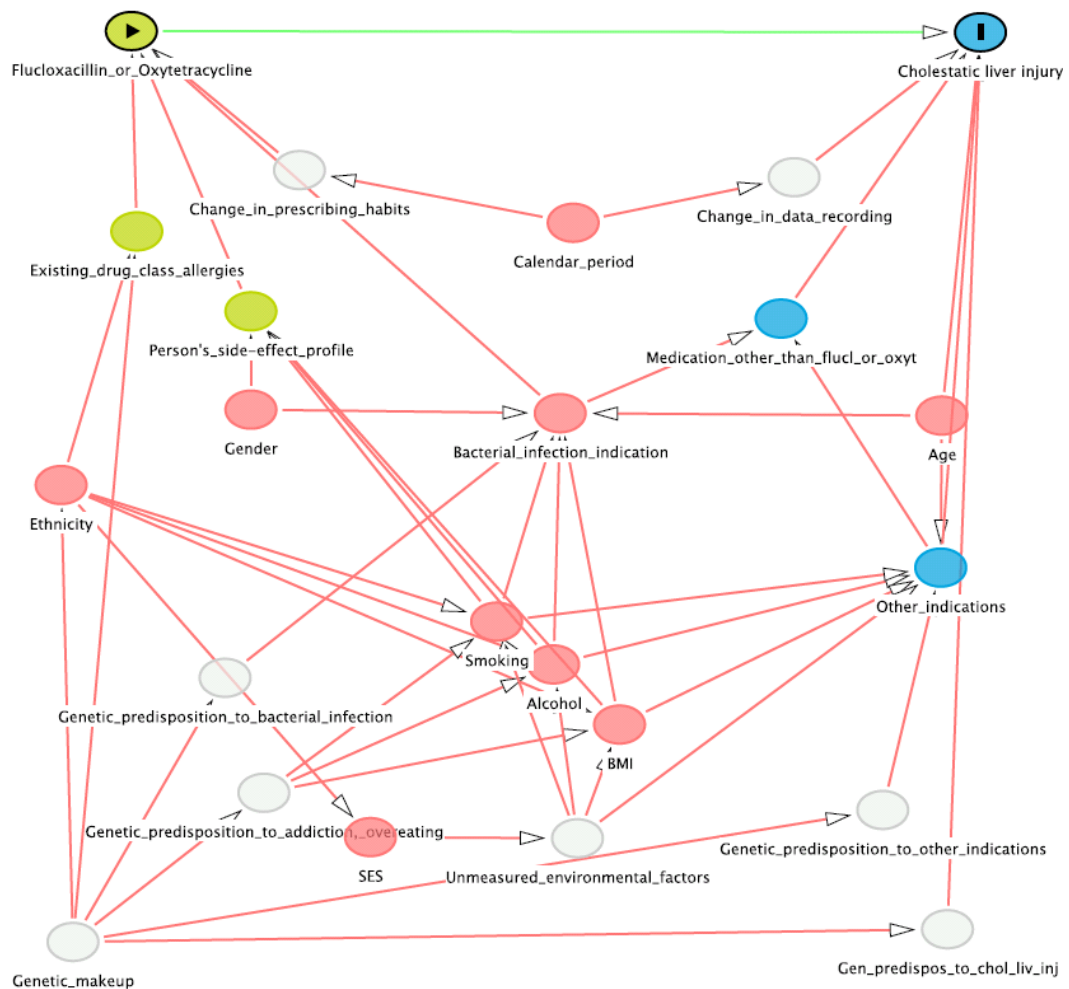 Flucloxacillin_or_Oxytetracycline
Cholestatic liver injury
Change_in_prescribing_habits
Change_in_data_recording
Calendar_period
Existing_drug_class_allergies
Person's_side-effect_profile
Medication_other_than_flucl_or_oxyt
Gender
Bacterial_infection_indication
Age
Ethnicity
Other_indications
Smoking
Alcohol
Genetic_predisposition_to_bacterial_infection
BMI
Genetic_predisposition_to_addiction,_overeating
Genetic_predisposition_to_other_indications
SES
Unmeasured_environmental_factors
Gen_predispos_to_chol_liv_inj
Genetic_makeup